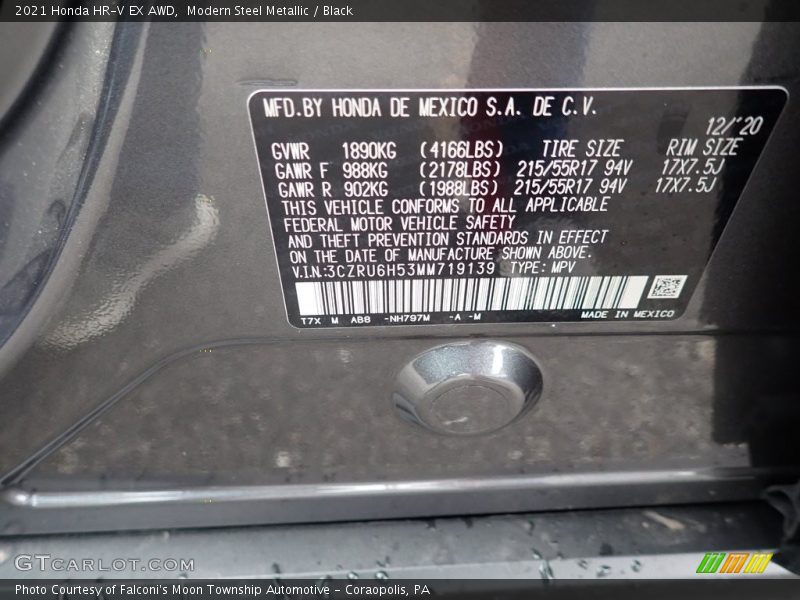 2021 Honda HR-V EX AWD, Modern Steel Metallic / Black
MFD.BY HONDA DE MEXICO S.A. DE C.V.
12/'20
GVWR 1890KG (4166LBS) TIRE SIZE RIM SIZE
GAWR F 988KG (2178LBS) 215/55R17 94V 17X7.5J
GAWR R 902KG (1988LBS) 215/55R17 94V 17X7.5J
THIS VEHICLE CONFORMS TO ALL APPLICABLE
FEDERAL MOTOR VEHICLE SAFETY
AND THEFT PREVENTION STANDARDS IN EFFECT
ON THE DATE OF MANUFACTURE SHOWN ABOVE.
V.I.N.:3CZRU6H53MM719139 TYPE: MPV
T7X M AB8 -NH797M -A -M MADE IN MEXICO
GTCARLOT.COM
Photo Courtesy of Falconi's Moon Township Automotive - Coraopolis, PA